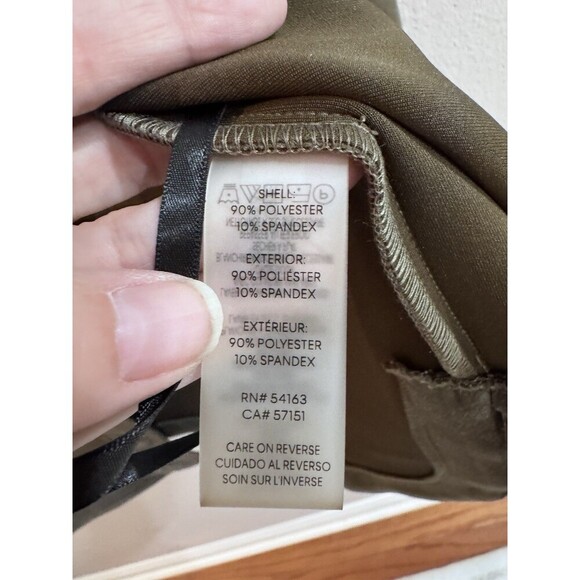 SHELL:
90% POLYESTER
10% SPANDEX
EXTERIOR:
90% POLIÉSTER
10% SPANDEX
EXTÉRIEUR:
90% POLYESTER
10% SPANDEX
RN# 54163
CA# 57151
CARE ON REVERSE
CUIDADO AL REVERSO
SOIN SUR L'INVERSE